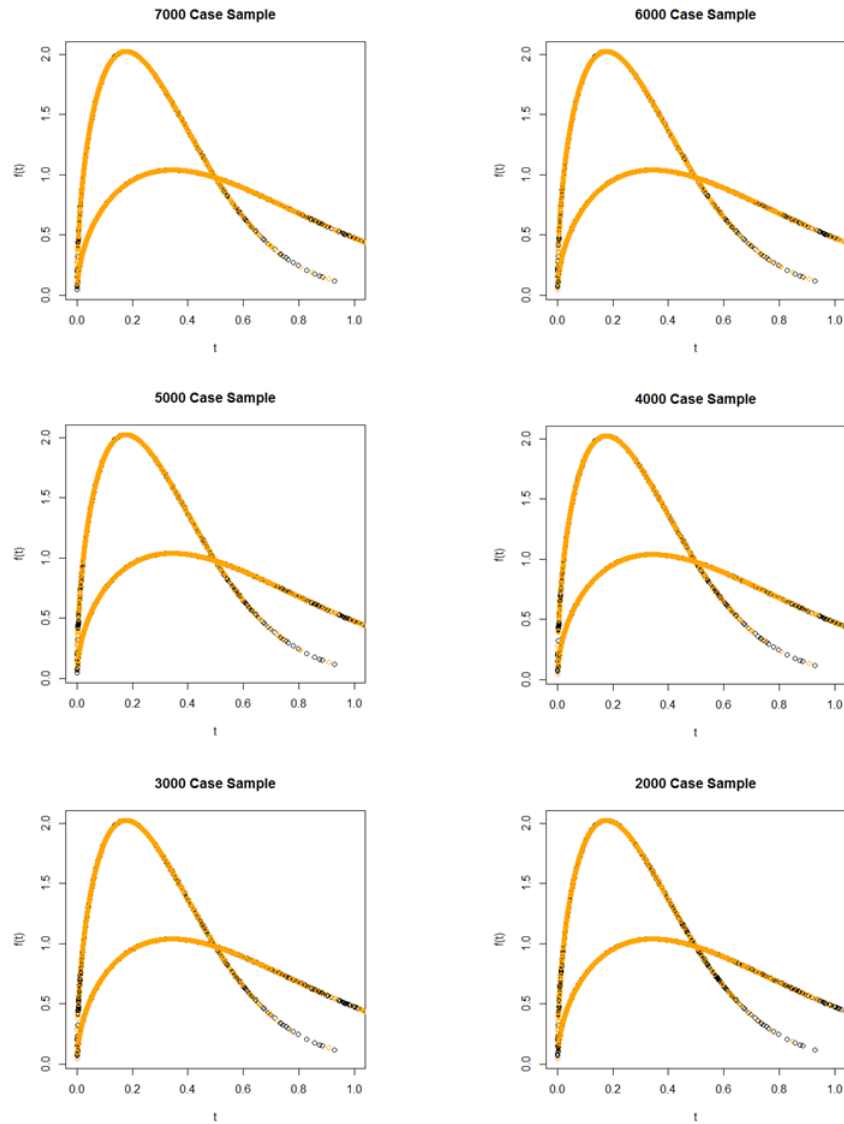 7000 Case Sample
6000 Case Sample
f(t)
0.0 0.5 1.0 1.5 2.0
0.0 0.2 0.4 0.6 0.8 1.0
t
f(t)
0.0 0.5 1.0 1.5 2.0
0.0 0.2 0.4 0.6 0.8 1.0
t
5000 Case Sample
4000 Case Sample
f(t)
0.0 0.5 1.0 1.5 2.0
0.0 0.2 0.4 0.6 0.8 1.0
t
f(t)
0.0 0.5 1.0 1.5 2.0
0.0 0.2 0.4 0.6 0.8 1.0
t
3000 Case Sample
2000 Case Sample
f(t)
0.0 0.5 1.0 1.5 2.0
0.0 0.2 0.4 0.6 0.8 1.0
t
f(t)
0.0 0.5 1.0 1.5 2.0
0.0 0.2 0.4 0.6 0.8 1.0
t